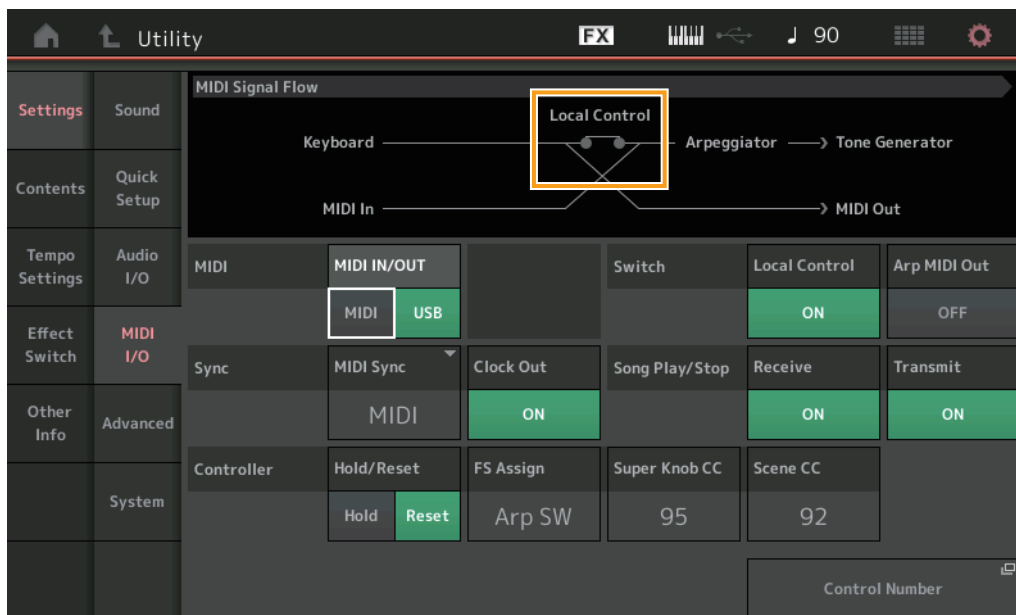 Utility
FX
90
Settings
Contents
Tempo
Settings
Effect
Switch
Other
Info
Sound
Quick
Setup
Audio
I/O
MIDI
I/O
Advanced
System
MIDI Signal Flow
Local Control
Keyboard
Arpeggiator
Tone Generator
MIDI In
MIDI Out
MIDI
MIDI IN/OUT
MIDI
USB
Switch
Local Control
ON
Arp MIDI Out
OFF
Sync
MIDI Sync
MIDI
Clock Out
ON
Song Play/Stop
Receive
ON
Transmit
ON
Controller
Hold/Reset
Hold
Reset
FS Assign
Arp SW
Super Knob CC
95
Scene CC
92
Control Number